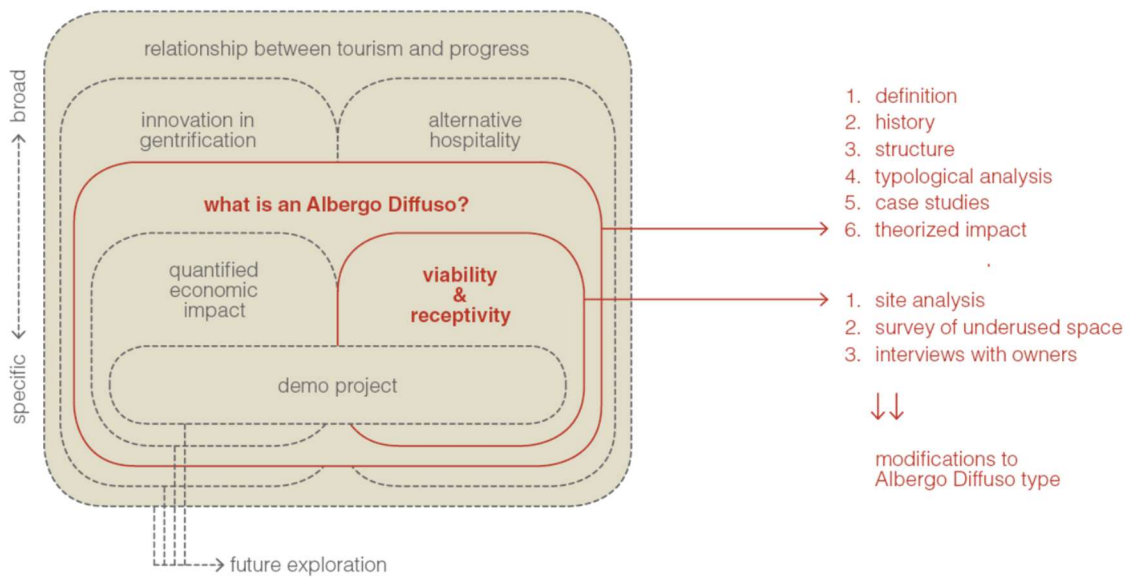 relationship between tourism and progress
broad
specific
innovation in
gentrification
alternative
hospitality
what is an Albergo Diffuso?
quantified
economic
impact
viability
&
receptivity
demo project
future exploration
1. definition
2. history
3. structure
4. typological analysis
5. case studies
6. theorized impact
1. site analysis
2. survey of underused space
3. interviews with owners
modifications to
Albergo Diffuso type